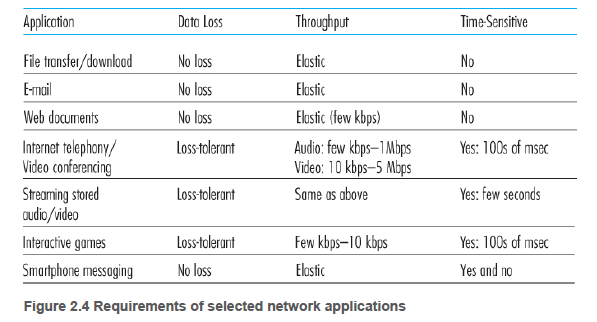 Application Data Loss Throughput Time-Sensitive
File transfer/download No loss Elastic No
E-mail No loss Elastic No
Web documents No loss Elastic (few kbps) No
Internet telephony/ Loss-tolerant Audio: few kbps–1Mbps Yes: 100s of msec
Video conferencing Video: 10 kbps–5 Mbps
Streaming stored Loss-tolerant Same as above Yes: few seconds
audio/video
Interactive games Loss-tolerant Few kbps–10 kbps Yes: 100s of msec
Smartphone messaging No loss Elastic Yes and no
Figure 2.4 Requirements of selected network applications